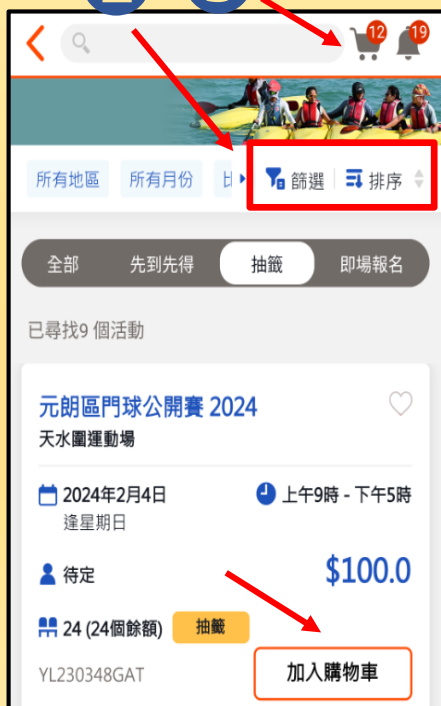 12 19
所有地區 所有月份 篩選 排序
全部 先到先得 抽籤 即場報名
已尋找9 個活動
元朗區門球公開賽 2024
天水圍運動場
2024年2月4日 上午9時 - 下午5時
逢星期日
待定 $100.0
24 (24個餘額) 抽籤
YL230348GAT 加入購物車